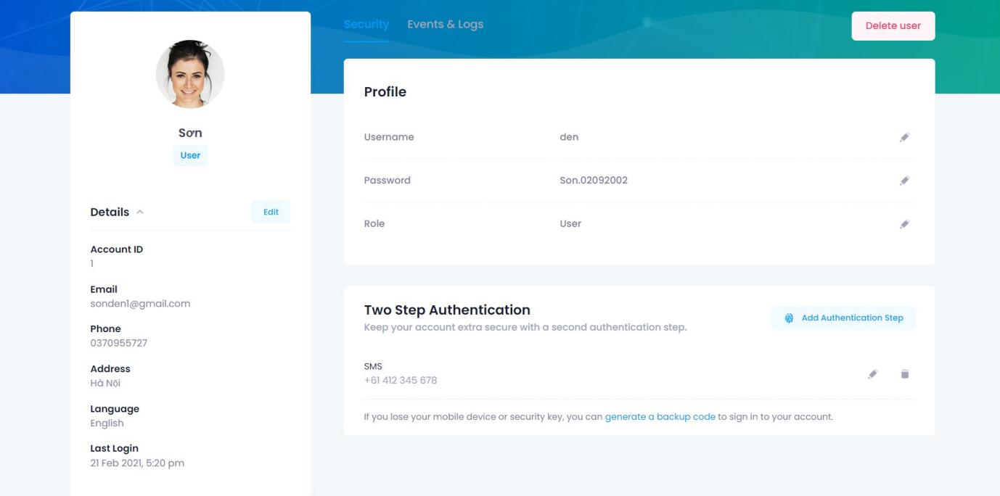 Security
Events & Logs
Delete user
Sơn
User
Details
Edit
Account ID
1
Email
sonden1@gmail.com
Phone
0370955727
Address
Hà Nội
Language
English
Last Login
21 Feb 2021, 5:20 pm
Profile
Username
den
Password
Son.02092002
Role
User
Two Step Authentication
Keep your account extra secure with a second authentication step.
Add Authentication Step
SMS
+61 412 345 678
If you lose your mobile device or security key, you can generate a backup code to sign in to your account.